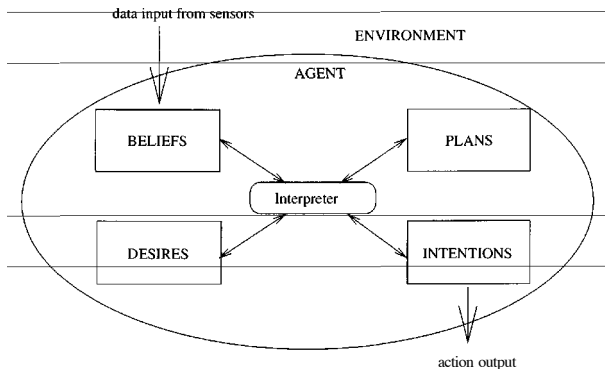 data input from sensors
ENVIRONMENT
AGENT
BELIEFS
PLANS
Interpreter
DESIRES
INTENTIONS
action output